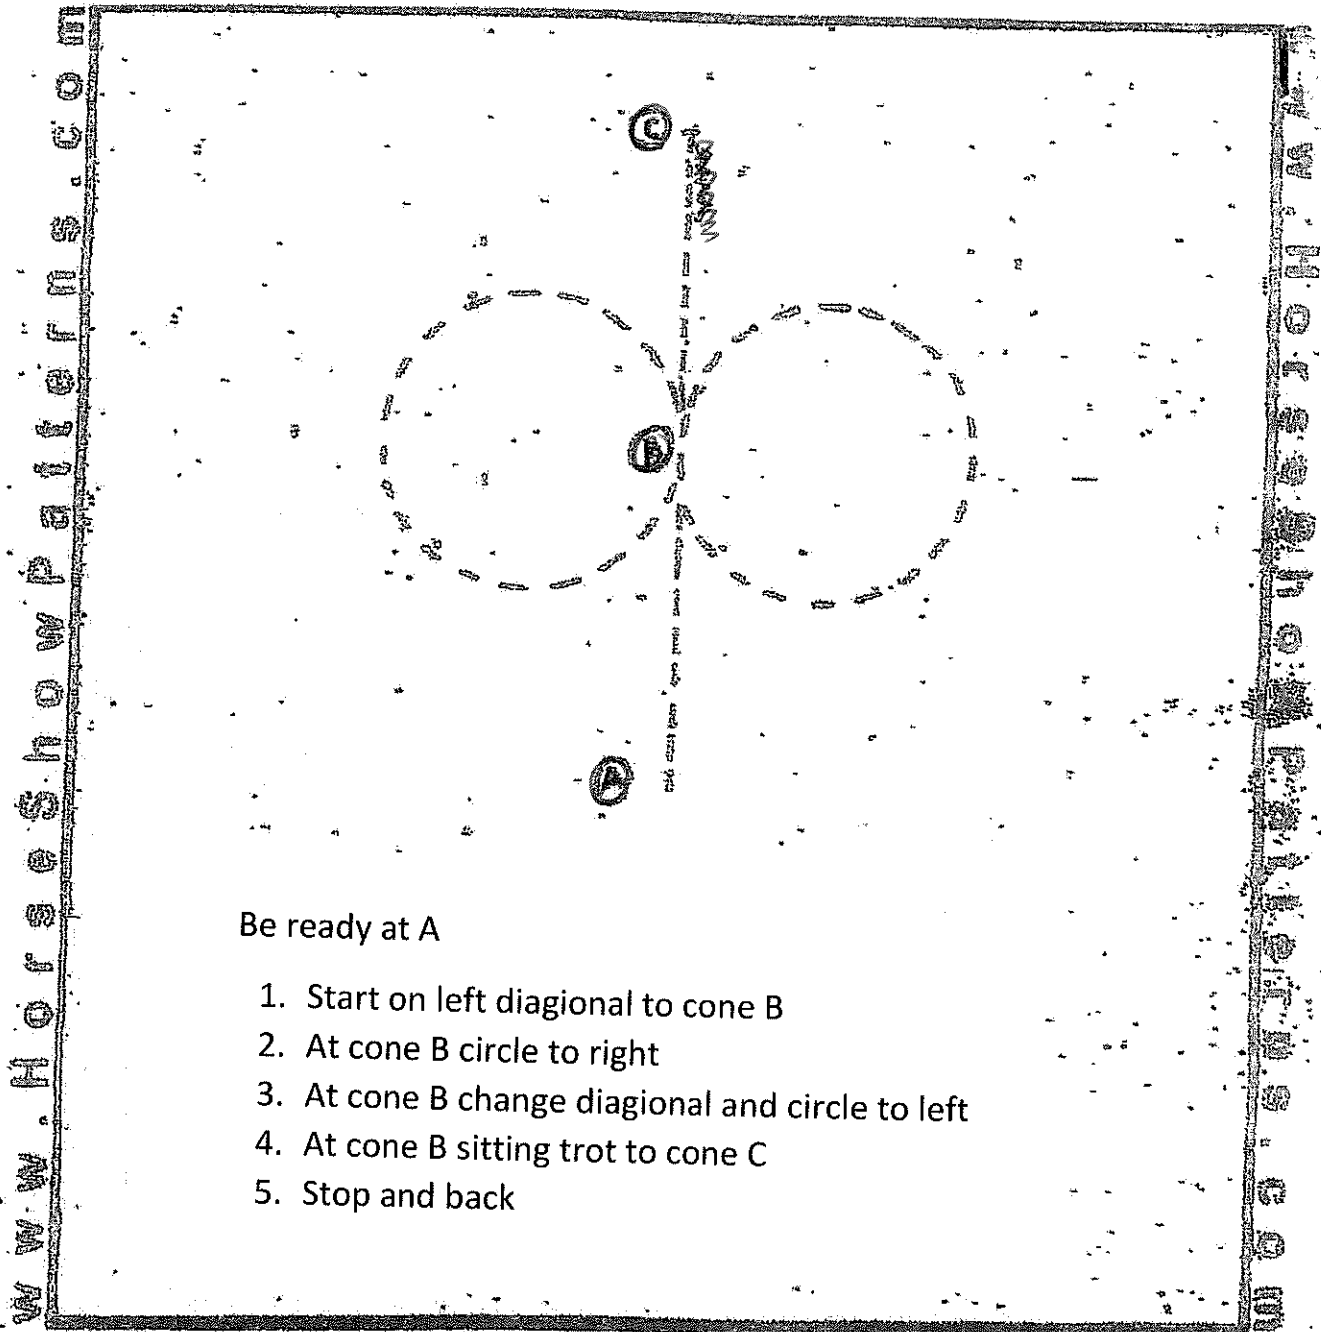 www.HorseShowPatterns.com
www.HorseShowPatterns.com
C
B
A
Be ready at A
1. Start on left diagional to cone B
2. At cone B circle to right
3. At cone B change diagional and circle to left
4. At cone B sitting trot to cone C
5. Stop and back